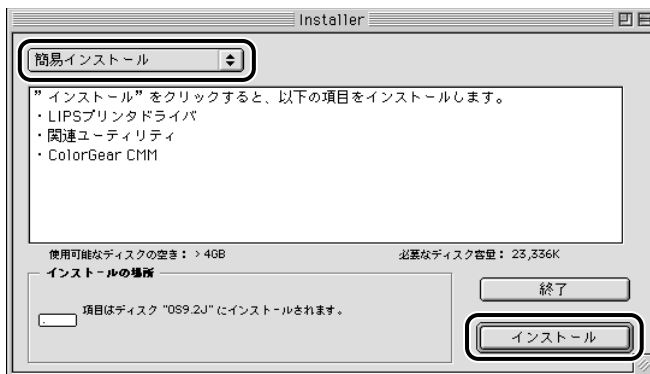 Installer
簡易インストール
”インストール”をクリックすると、以下の項目をインストールします。
・LIPSプリンタドライバ
・関連ユーティリティ
・ColorGear CMM
使用可能なディスクの空き：＞4GB
必要なディスク容量：23,336K
インストールの場所
項目はディスク "OS9.2J" にインストールされます。
終了
インストール